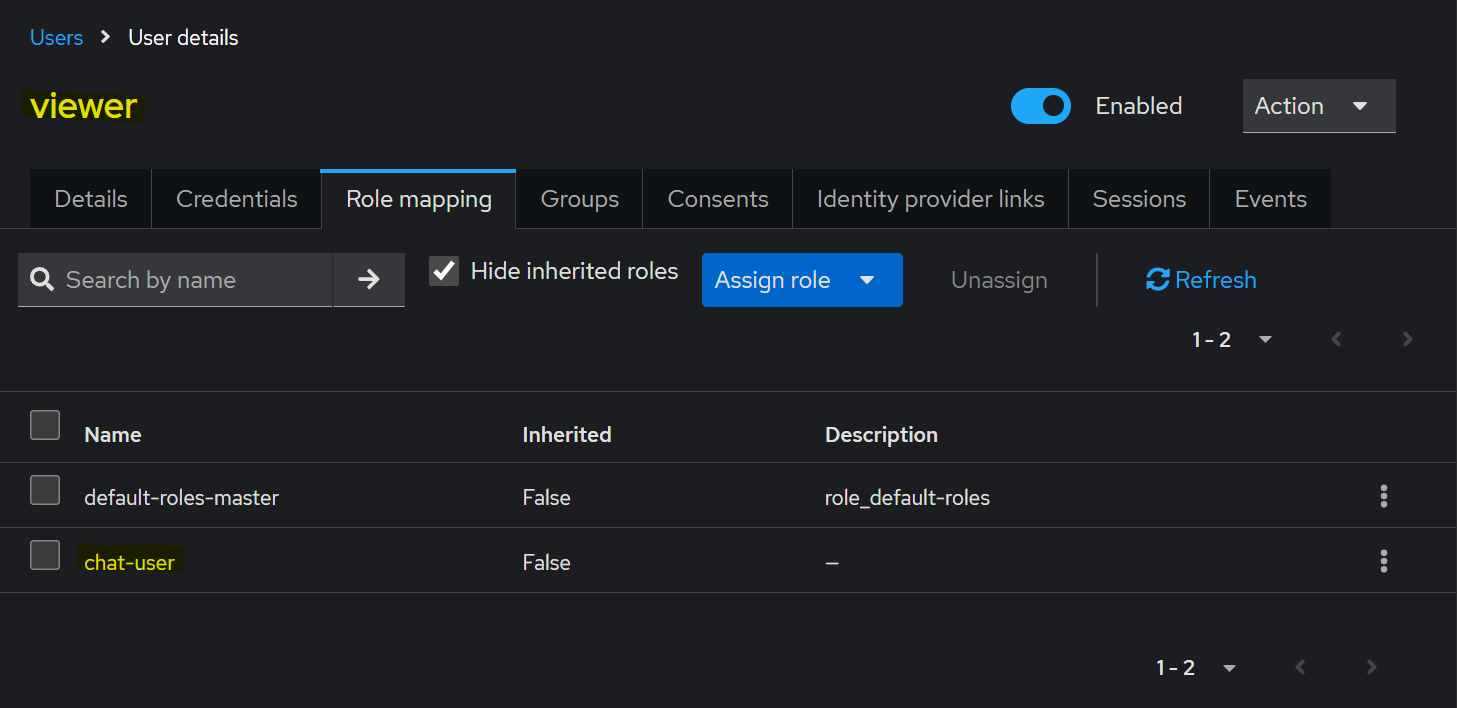 Users > User details
viewer
Enabled
Action
Details Credentials Role mapping Groups Consents Identity provider links Sessions Events
Search by name
Hide inherited roles
Assign role
Unassign
Refresh
1 - 2
Name Inherited Description
default-roles-master False role_default-roles
chat-user False –
1 - 2